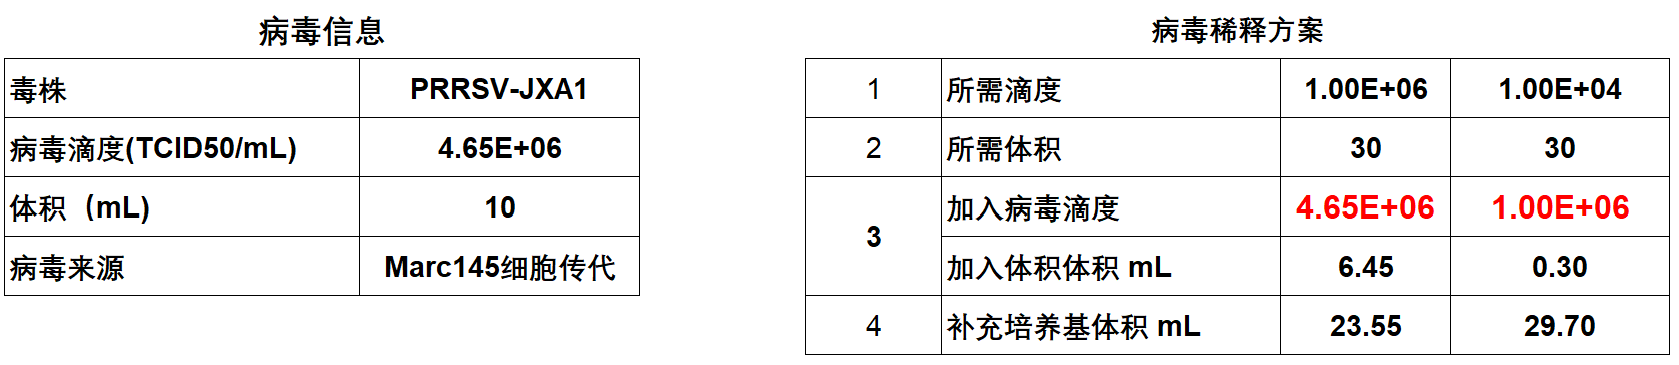 病毒信息
毒株 PRRSV-JXA1
病毒滴度(TCID50/mL) 4.65E+06
体积（mL) 10
病毒来源 Marc145细胞传代
病毒稀释方案
1 所需滴度 1.00E+06 1.00E+04
2 所需体积 30 30
3 加入病毒滴度 4.65E+06 1.00E+06
加入体积体积 mL 6.45 0.30
4 补充培养基体积 mL 23.55 29.70